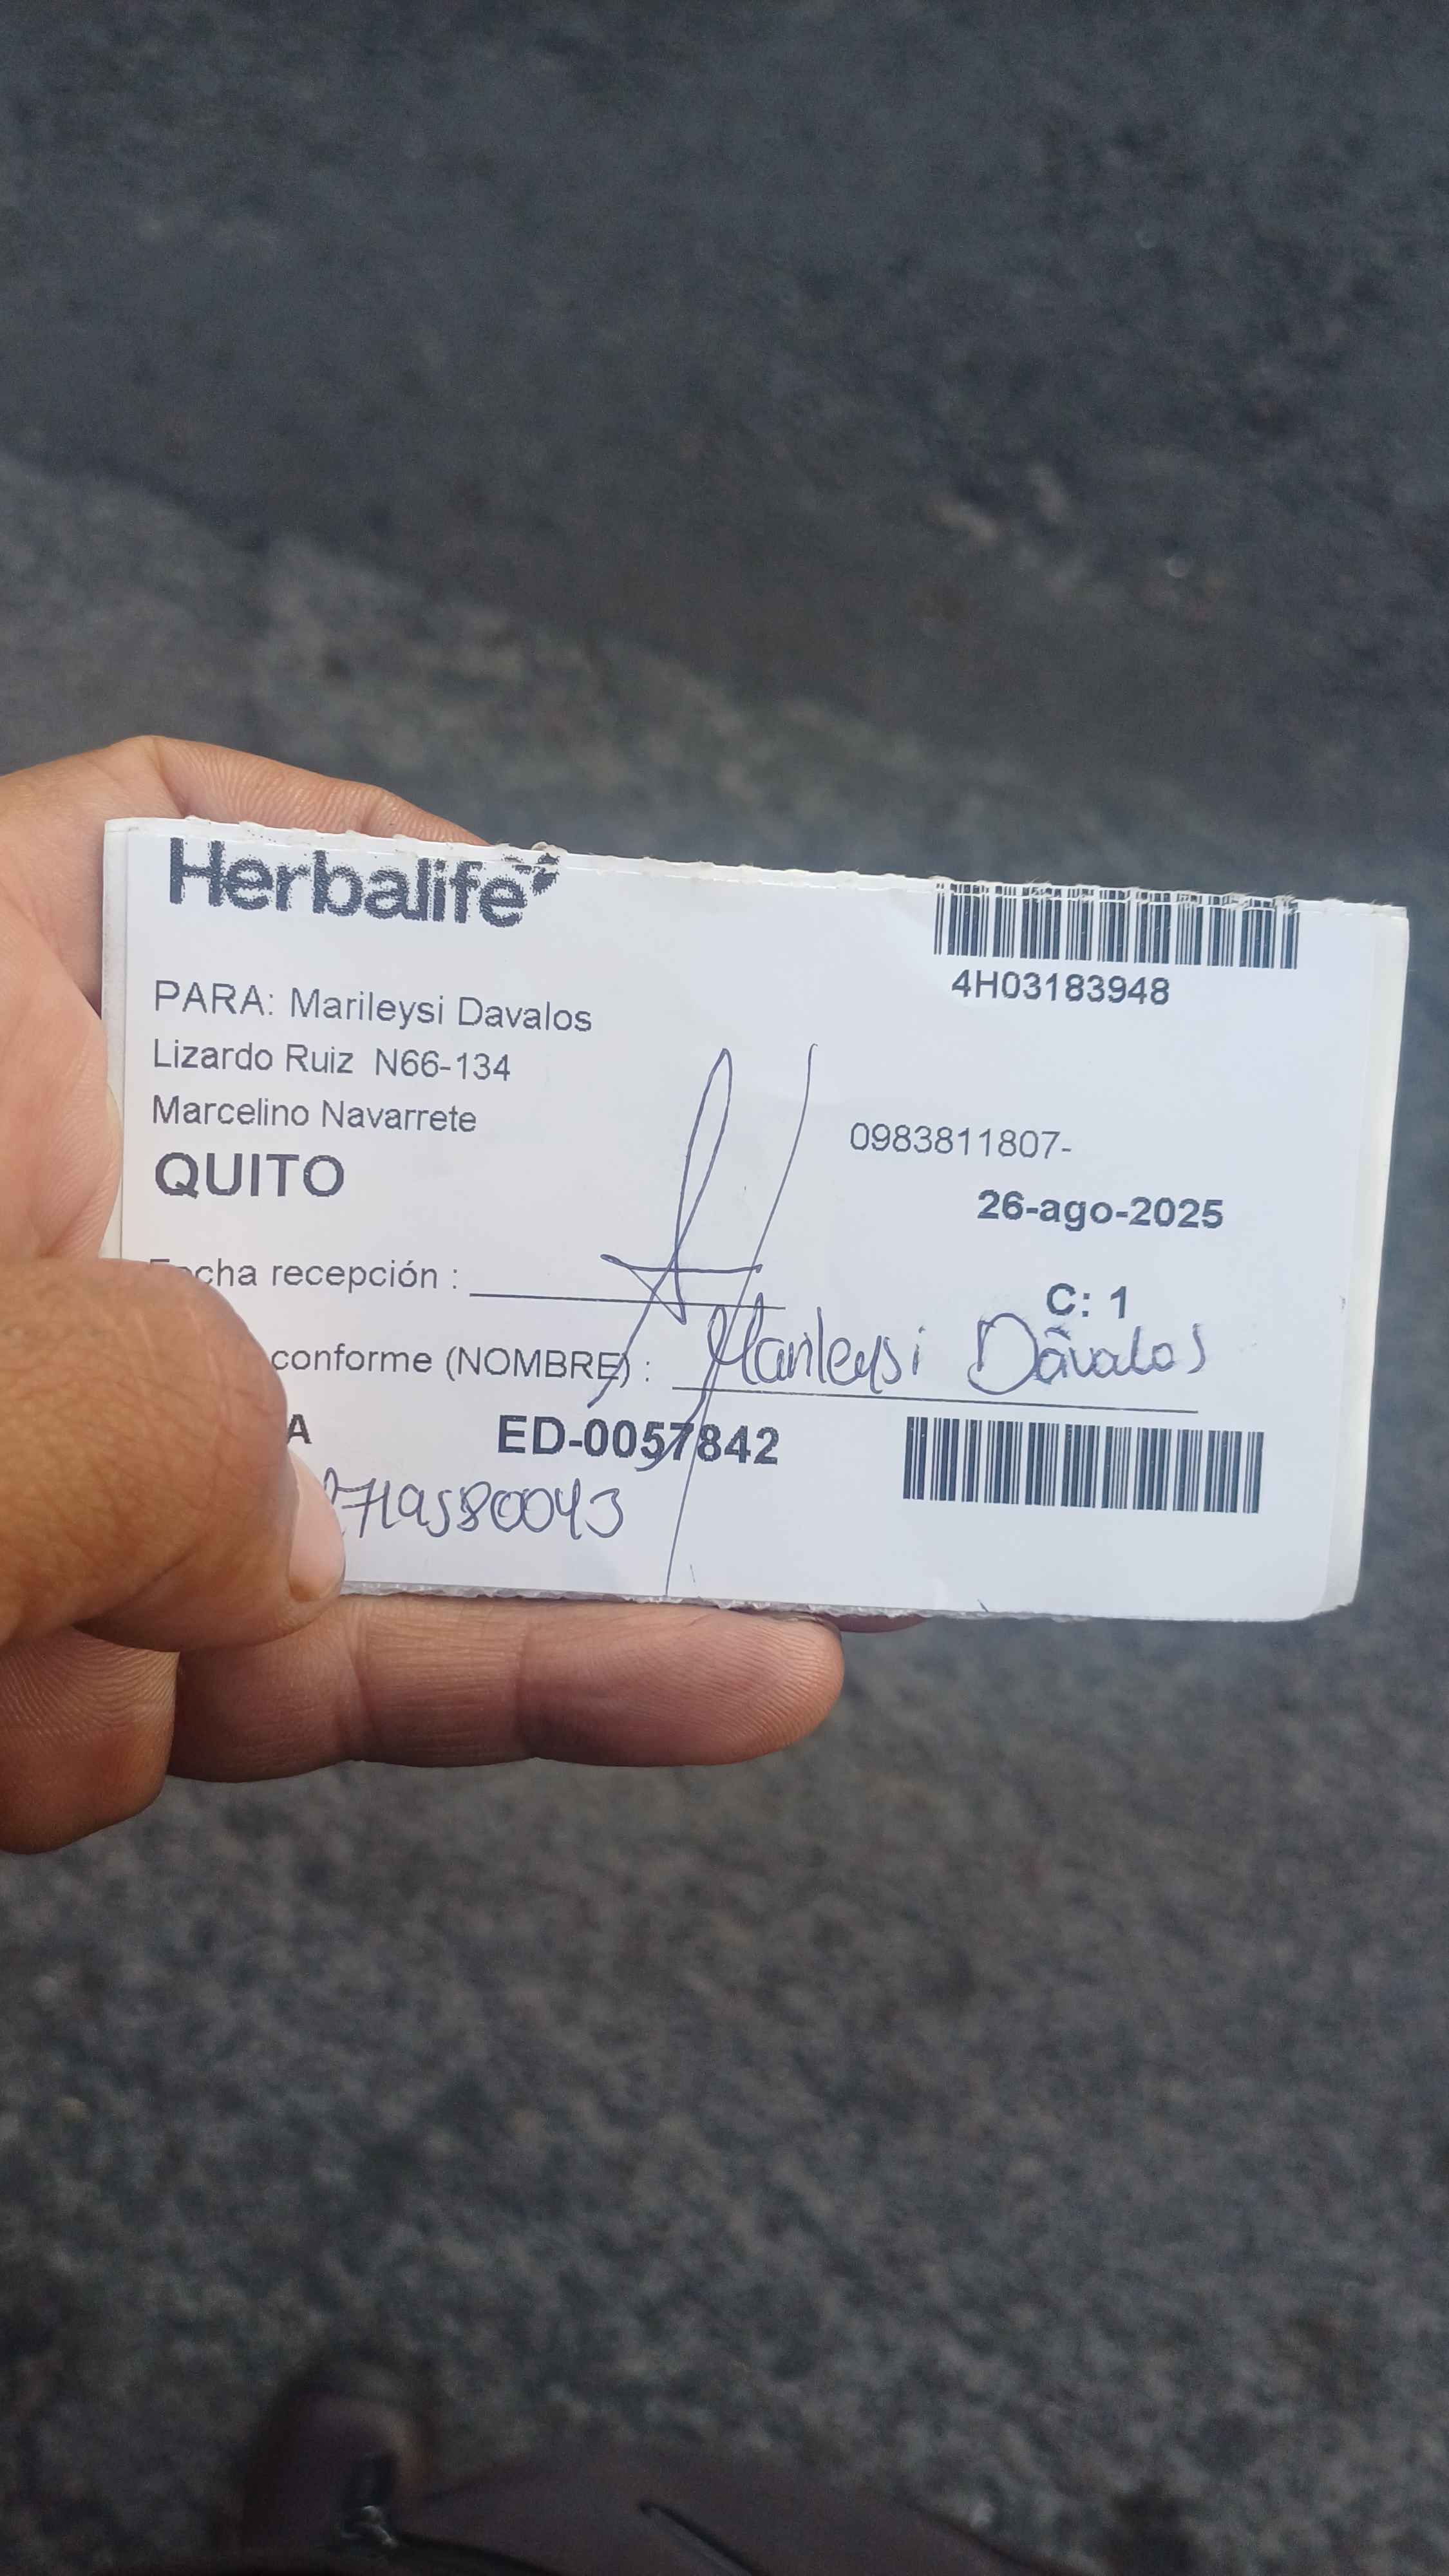 Herbalife
4H03183948
PARA: Marileysi Davalos
Lizardo Ruiz N66-134
Marcelino Navarrete
0983811807-
QUITO
26-ago-2025
cha recepción :
C: 1
conforme (NOMBRE) : Marileysi Dávalos
A ED-0057842
719580043